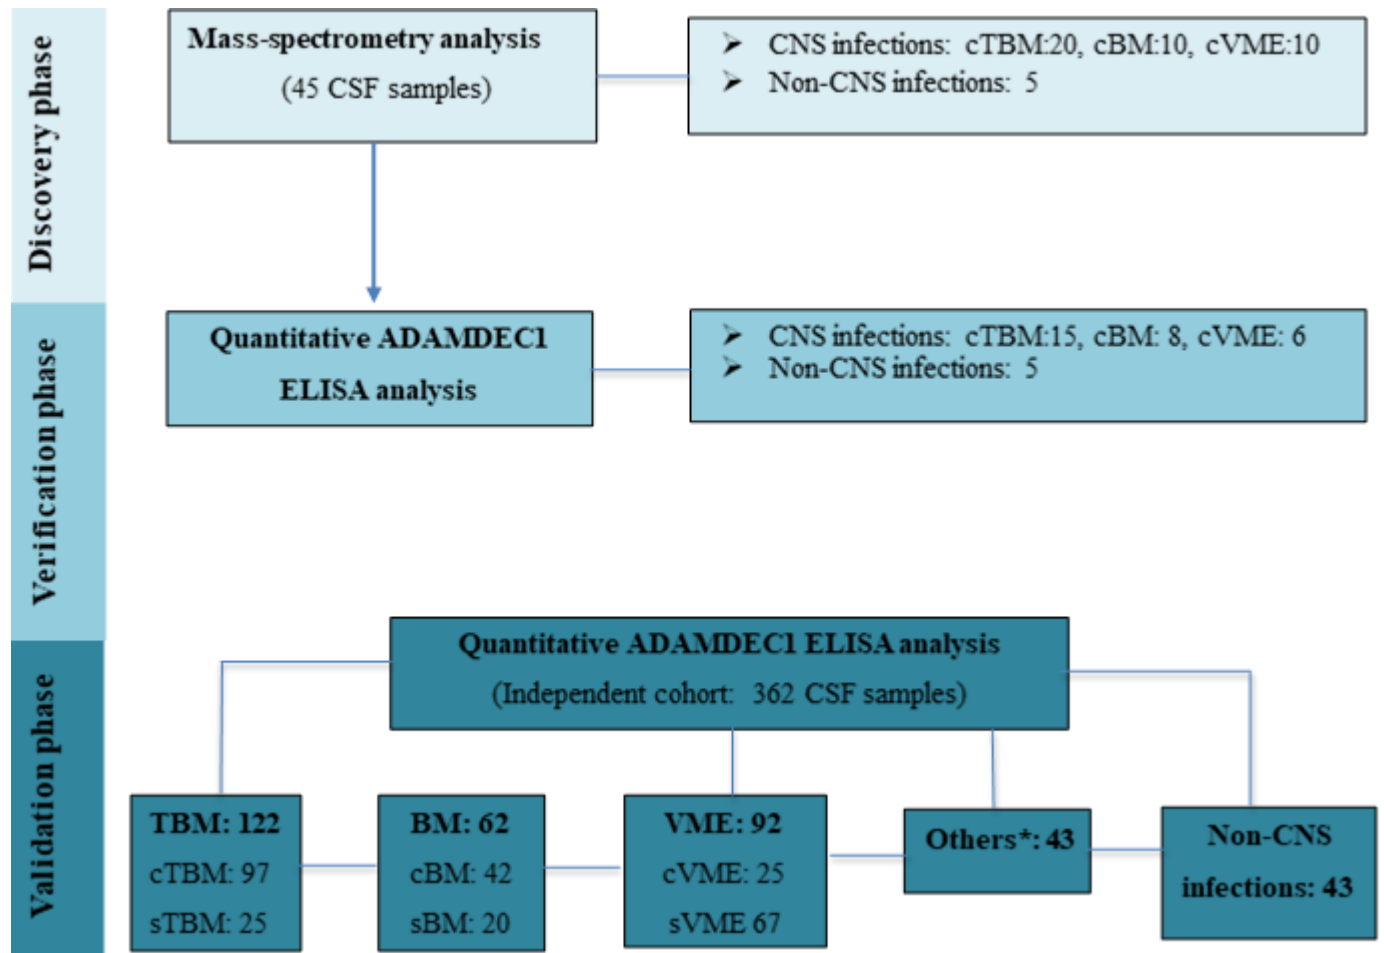 Discovery phase
Mass-spectrometry analysis
(45 CSF samples)
➢ CNS infections: cTBM:20, cBM:10, cVME:10
➢ Non-CNS infections: 5
Verification phase
Quantitative ADAMDEC1
ELISA analysis
➢ CNS infections: cTBM:15, cBM: 8, cVME: 6
➢ Non-CNS infections: 5
Validation phase
Quantitative ADAMDEC1 ELISA analysis
(Independent cohort: 362 CSF samples)
TBM: 122
cTBM: 97
sTBM: 25
BM: 62
cBM: 42
sBM: 20
VME: 92
cVME: 25
sVME 67
Others*: 43
Non-CNS
infections: 43